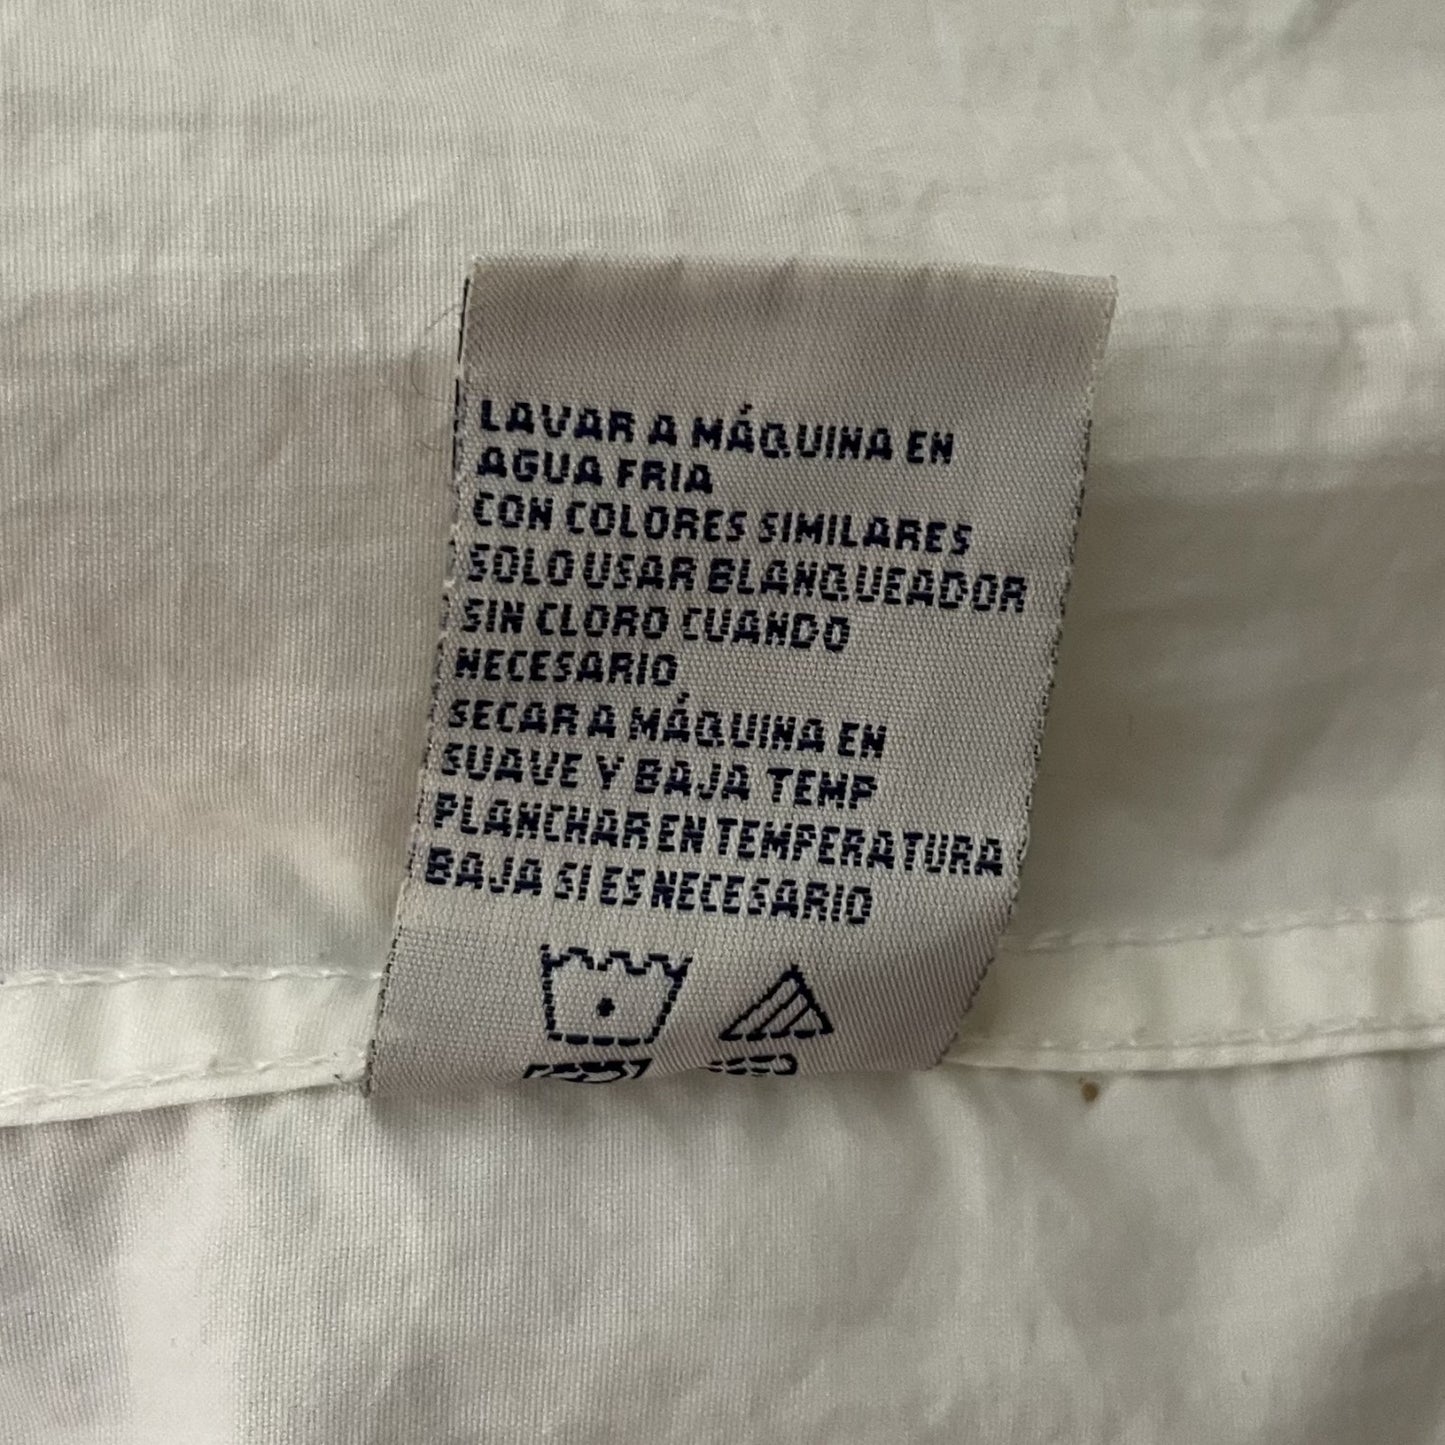 LAVAR A MÁQUINA EN
AGUA FRIA
CON COLORES SIMILARES
SOLO USAR BLANQUEADOR
SIN CLORO CUANDO
NECESARIO
SECAR A MÁQUINA EN
SUAVE Y BAJA TEMP
PLANCHAR EN TEMPERATURA
BAJA SI ES NECESARIO